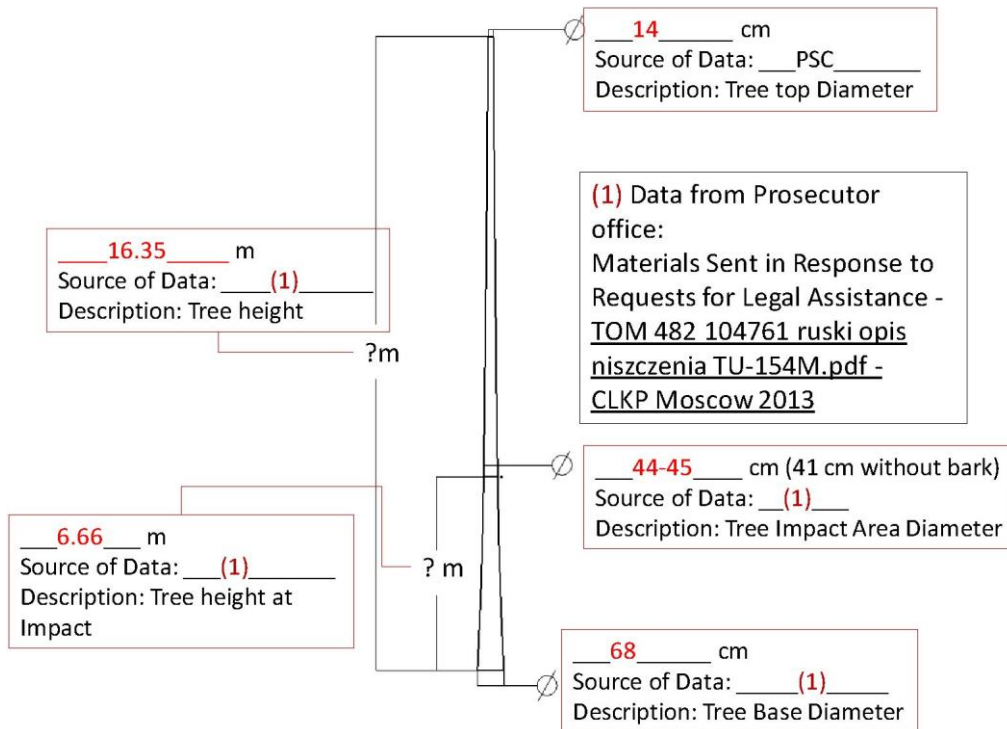 ___14_______ cm
Source of Data: ___PSC_______
Description: Tree top Diameter
(1) Data from Prosecutor
office:
Materials Sent in Response to
Requests for Legal Assistance -
TOM 482 104761 ruski opis
niszczenia TU-154M.pdf -
CLKP Moscow 2013
____16.35_____ m
Source of Data: ____(1)______
Description: Tree height
?m
___44-45____ cm (41 cm without bark)
Source of Data: __(1)___
Description: Tree Impact Area Diameter
___6.66___ m
Source of Data: ___(1)_______
Description: Tree height at
Impact
? m
___68______ cm
Source of Data: _____(1)_____
Description: Tree Base Diameter